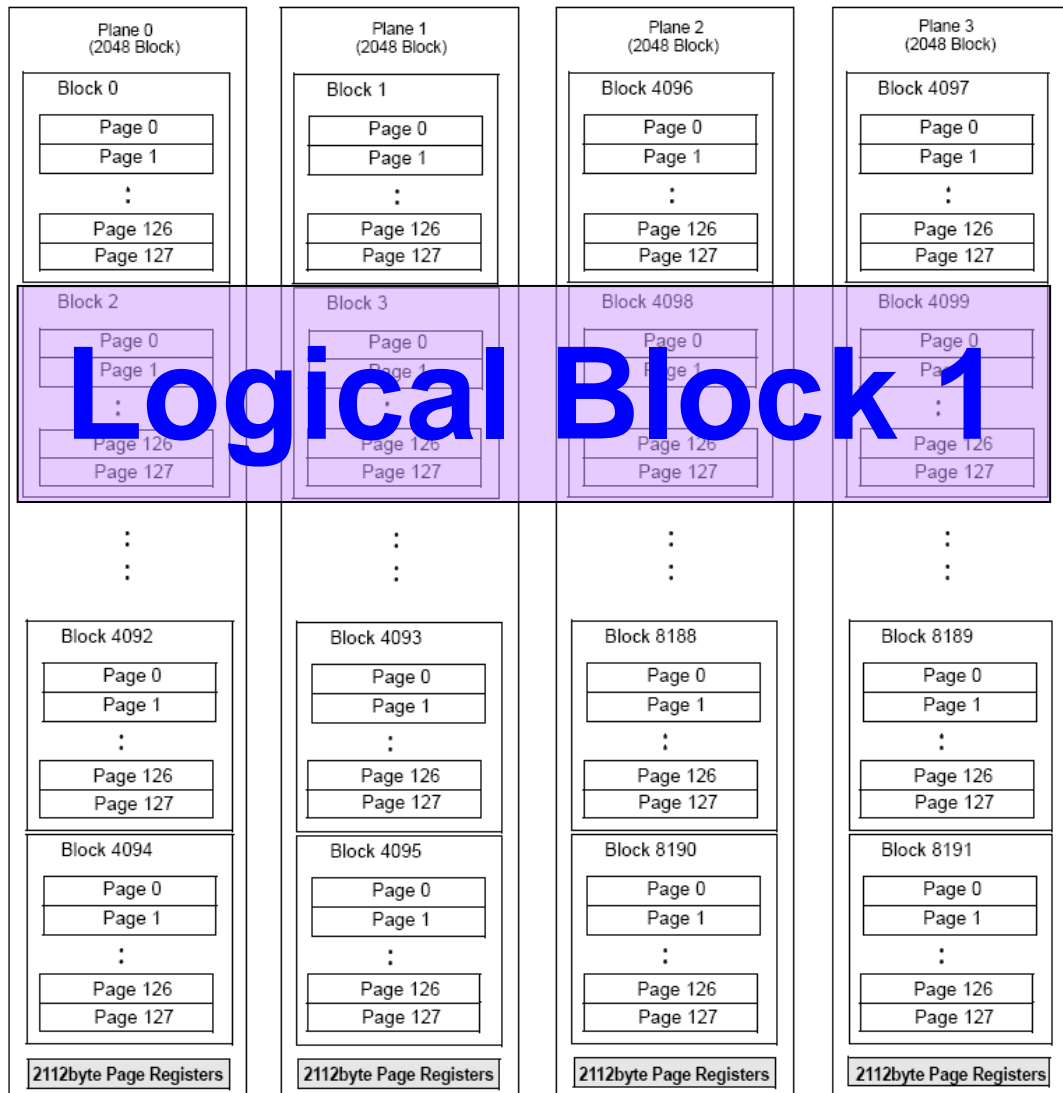 Plane 0
(2048 Block)
Block 0
Page 0
Page 1
Page 126
Page 127
Block 2
Page 0
Page 1
Page 126
Page 127
Block 4092
Page 0
Page 1
Page 126
Page 127
Block 4094
Page 0
Page 1
Page 126
Page 127
2112byte Page Registers
Plane 1
(2048 Block)
Block 1
Page 0
Page 1
Page 126
Page 127
Block 3
Page 0
Page 1
Page 126
Page 127
Block 4093
Page 0
Page 1
Page 126
Page 127
Block 4095
Page 0
Page 1
Page 126
Page 127
2112byte Page Registers
Plane 2
(2048 Block)
Block 4096
Page 0
Page 1
Page 126
Page 127
Block 4098
Page 0
Page 1
Page 126
Page 127
Block 8188
Page 0
Page 1
Page 126
Page 127
Block 8190
Page 0
Page 1
Page 126
Page 127
2112byte Page Registers
Plane 3
(2048 Block)
Block 4097
Page 0
Page 1
Page 126
Page 127
Block 4099
Page 0
Page 1
Page 126
Page 127
Block 8189
Page 0
Page 1
Page 126
Page 127
Block 8191
Page 0
Page 1
Page 126
Page 127
2112byte Page Registers
Logical Block 1